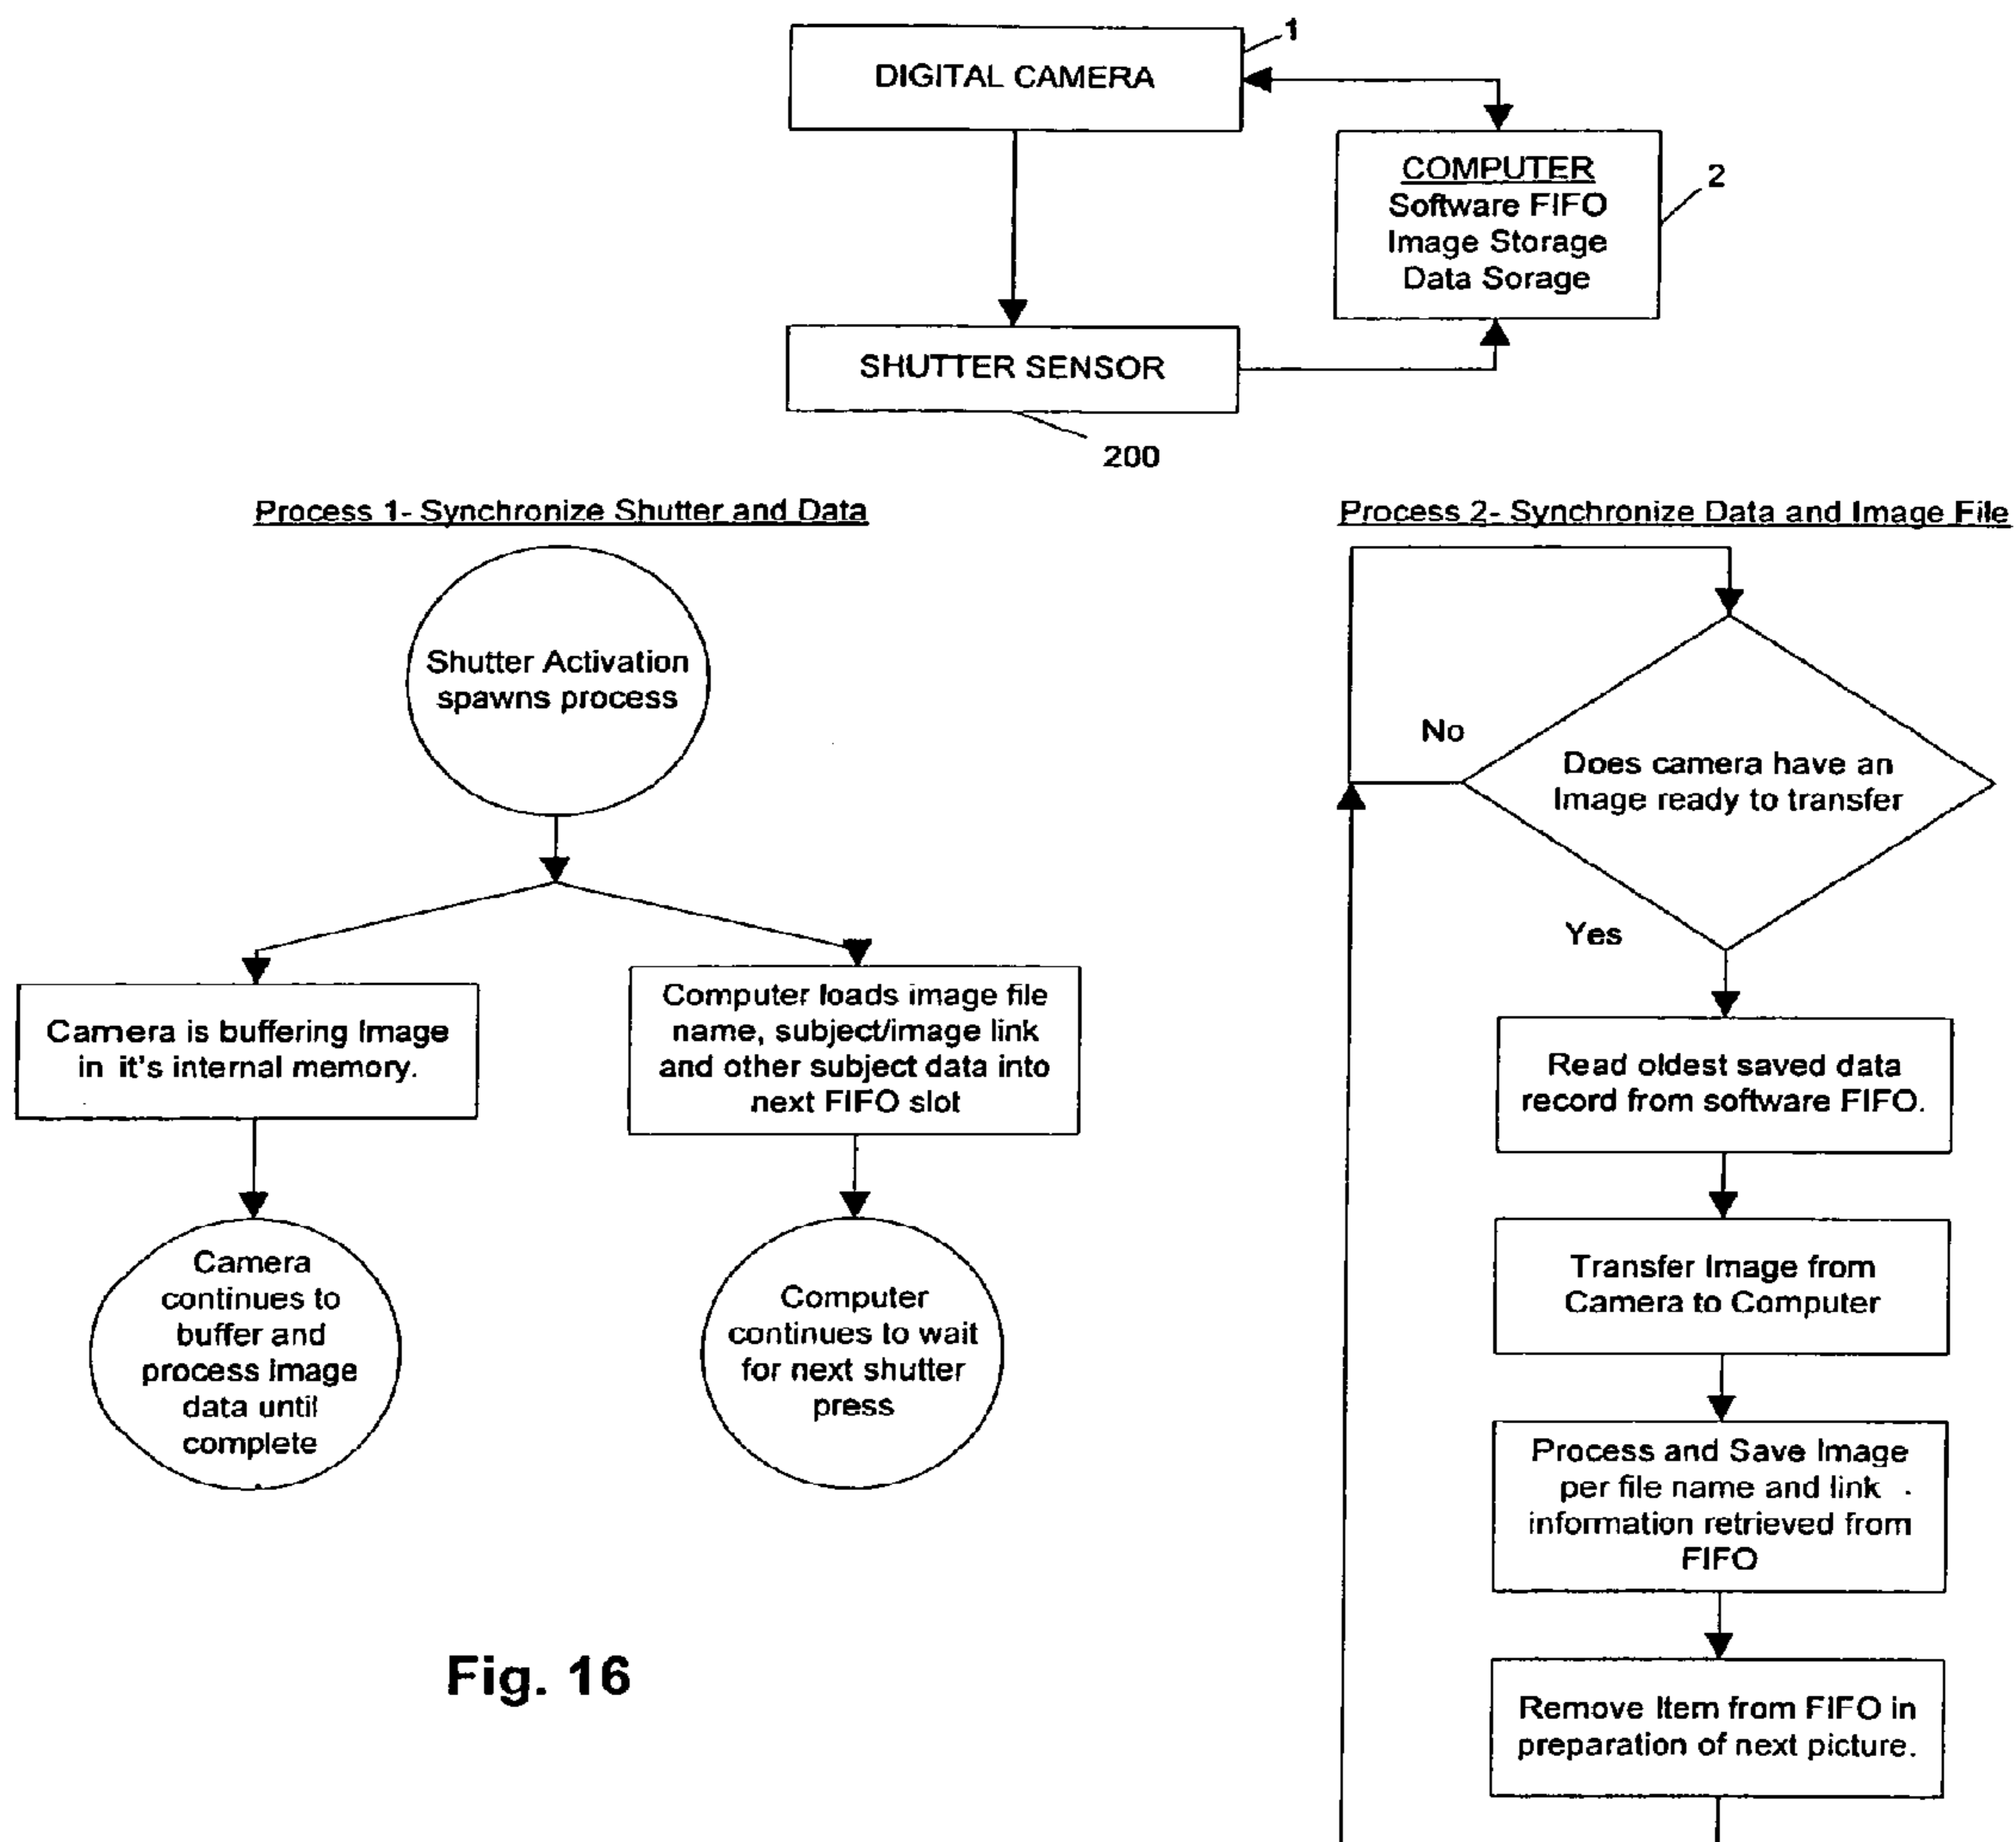 1
DIGITAL CAMERA
COMPUTER
Software FIFO
Image Storage
Data Sorage
2
SHUTTER SENSOR
200
Process 1- Synchronize Shutter and Data
Shutter Activation
spawns process
Camera is buffering Image
in it's internal memory.
Computer loads image file
name, subject/image link
and other subject data into
next FIFO slot
Camera
continues to
buffer and
process Image
data until
complete
Computer
continues to wait
for next shutter
press
Process 2- Synchronize Data and Image File
No
Does camera have an
Image ready to transfer
Yes
Read oldest saved data
record from software FIFO.
Transfer Image from
Camera to Computer
Process and Save Image
per file name and link
information retrieved from
FIFO
Remove Item from FIFO in
preparation of next picture.
Fig. 16